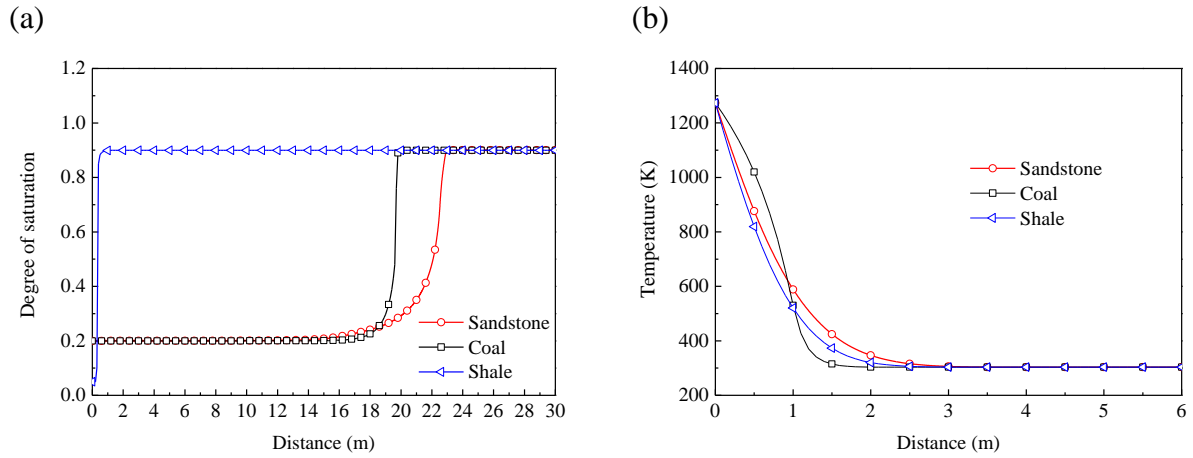 (a)
1.2
1.0
0.8
0.6
0.4
0.2
0.0
Degree of saturation
0 2 4 6 8 10 12 14 16 18 20 22 24 26 28 30
Distance (m)
Sandstone
Coal
Shale
(b)
1400
1200
1000
800
600
400
200
Temperature (K)
0 1 2 3 4 5 6
Distance (m)
Sandstone
Coal
Shale